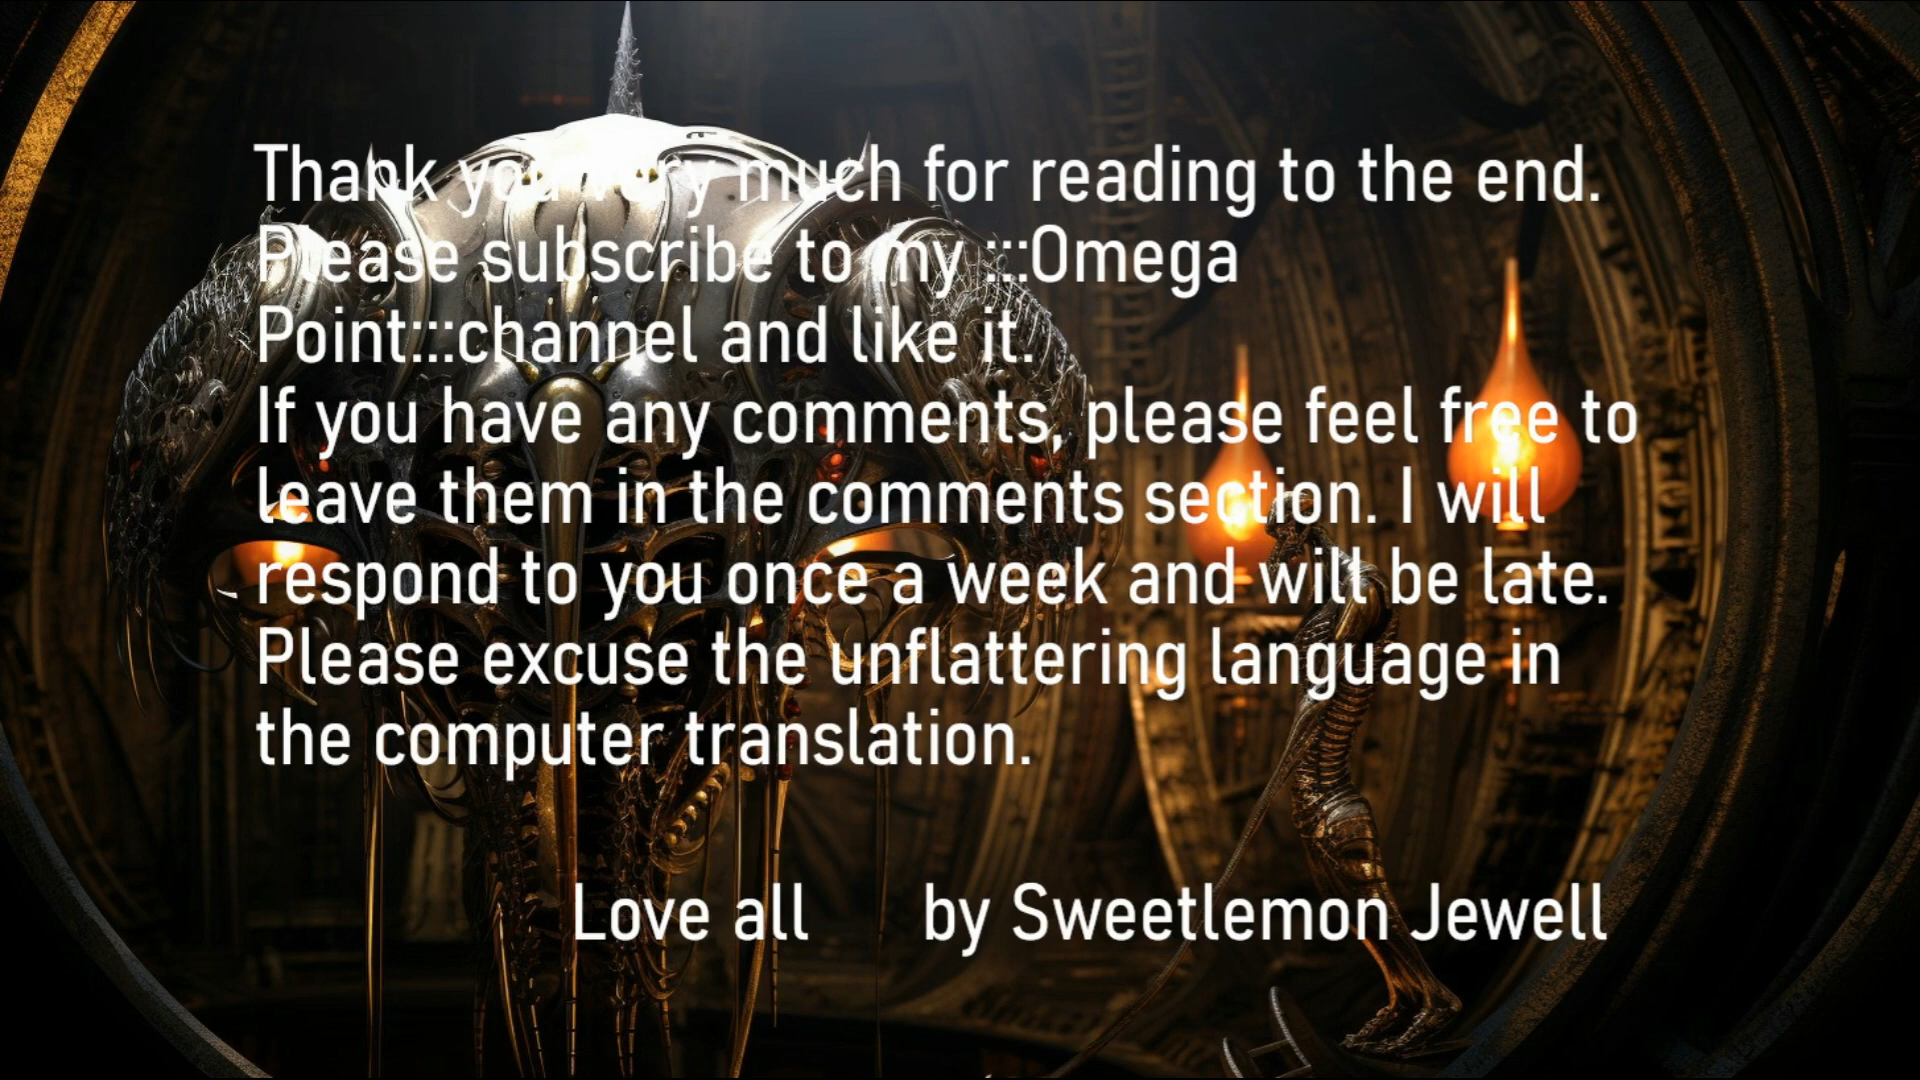 Thank you very much for reading to the end.
Please subscribe to my :::Omega
Point:::channel and like it.
If you have any comments, please feel free to
leave them in the comments section. I will
respond to you once a week and will be late.
Please excuse the unflattering language in
the computer translation.
Love all by Sweetlemon Jewell